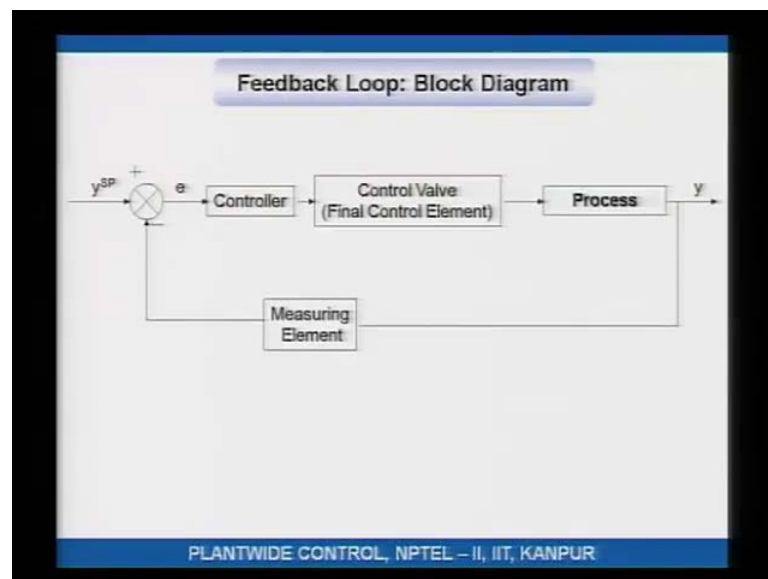 Feedback Loop: Block Diagram
y^SP
+
e
Controller
Control Valve
(Final Control Element)
Process
y
−
Measuring
Element
PLANTWIDE CONTROL, NPTEL – II, IIT, KANPUR